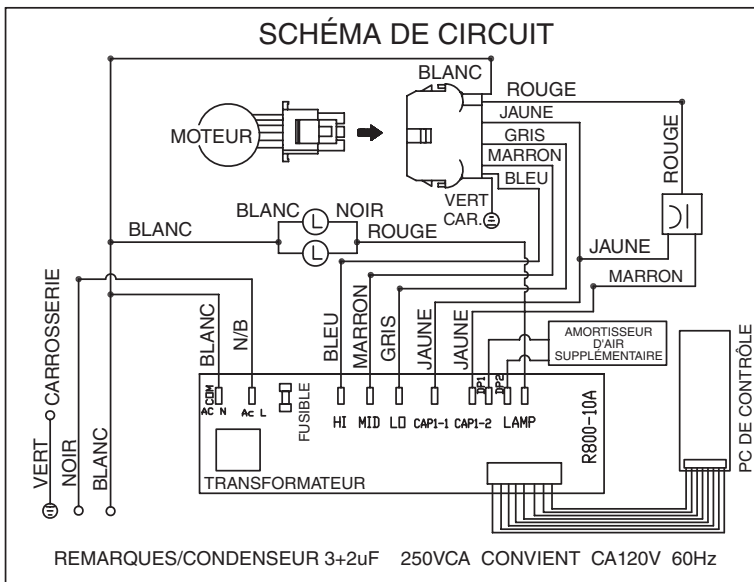 SCHÉMA DE CIRCUIT
BLANC
ROUGE
JAUNE
GRIS
MARRON
BLEU
MOTEUR
ROUGE
VERT
CAR.
BLANC
NOIR
L
L
BLANC
ROUGE
JAUNE
MARRON
CARROSSERIE
BLANC
N/B
BLEU
MARRON
GRIS
JAUNE
JAUNE
AMORTISSEUR
D'AIR
SUPPLÉMENTAIRE
PC DE CONTRÔLE
COM
AC N
Ac L
FUSIBLE
HI
MID
LO
CAP1-1
CAP1-2
DP1
DP2
LAMP
R800-10A
TRANSFORMATEUR
VERT
NOIR
BLANC
REMARQUES/CONDENSEUR 3+2uF 250VCA CONVIENT CA120V 60Hz